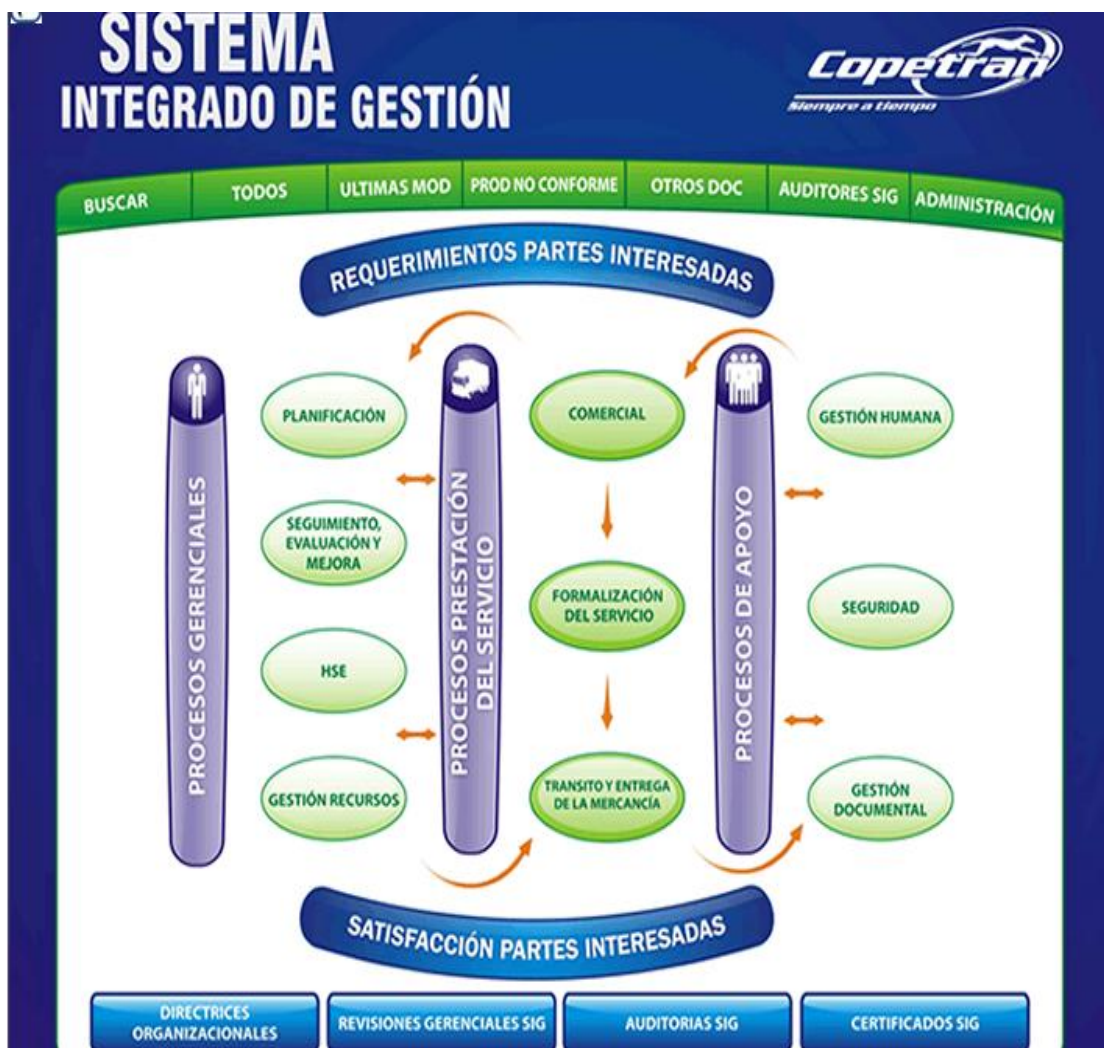 SISTEMA
INTEGRADO DE GESTIÓN
Copetran
Siempre a tiempo
BUSCAR
TODOS
ULTIMAS MOD
PROD NO CONFORME
OTROS DOC
AUDITORES SIG
ADMINISTRACIÓN
REQUERIMIENTOS PARTES INTERESADAS
PROCESOS GERENCIALES
PLANIFICACIÓN
SEGUIMIENTO,
EVALUACIÓN Y
MEJORA
HSE
GESTIÓN RECURSOS
PROCESOS PRESTACIÓN
DEL SERVICIO
COMERCIAL
FORMALIZACIÓN
DEL SERVICIO
TRANSITO Y ENTREGA
DE LA MERCANCÍA
PROCESOS DE APOYO
GESTIÓN HUMANA
SEGURIDAD
GESTIÓN
DOCUMENTAL
SATISFACCIÓN PARTES INTERESADAS
DIRECTRICES
ORGANIZACIONALES
REVISIONES GERENCIALES SIG
AUDITORIAS SIG
CERTIFICADOS SIG